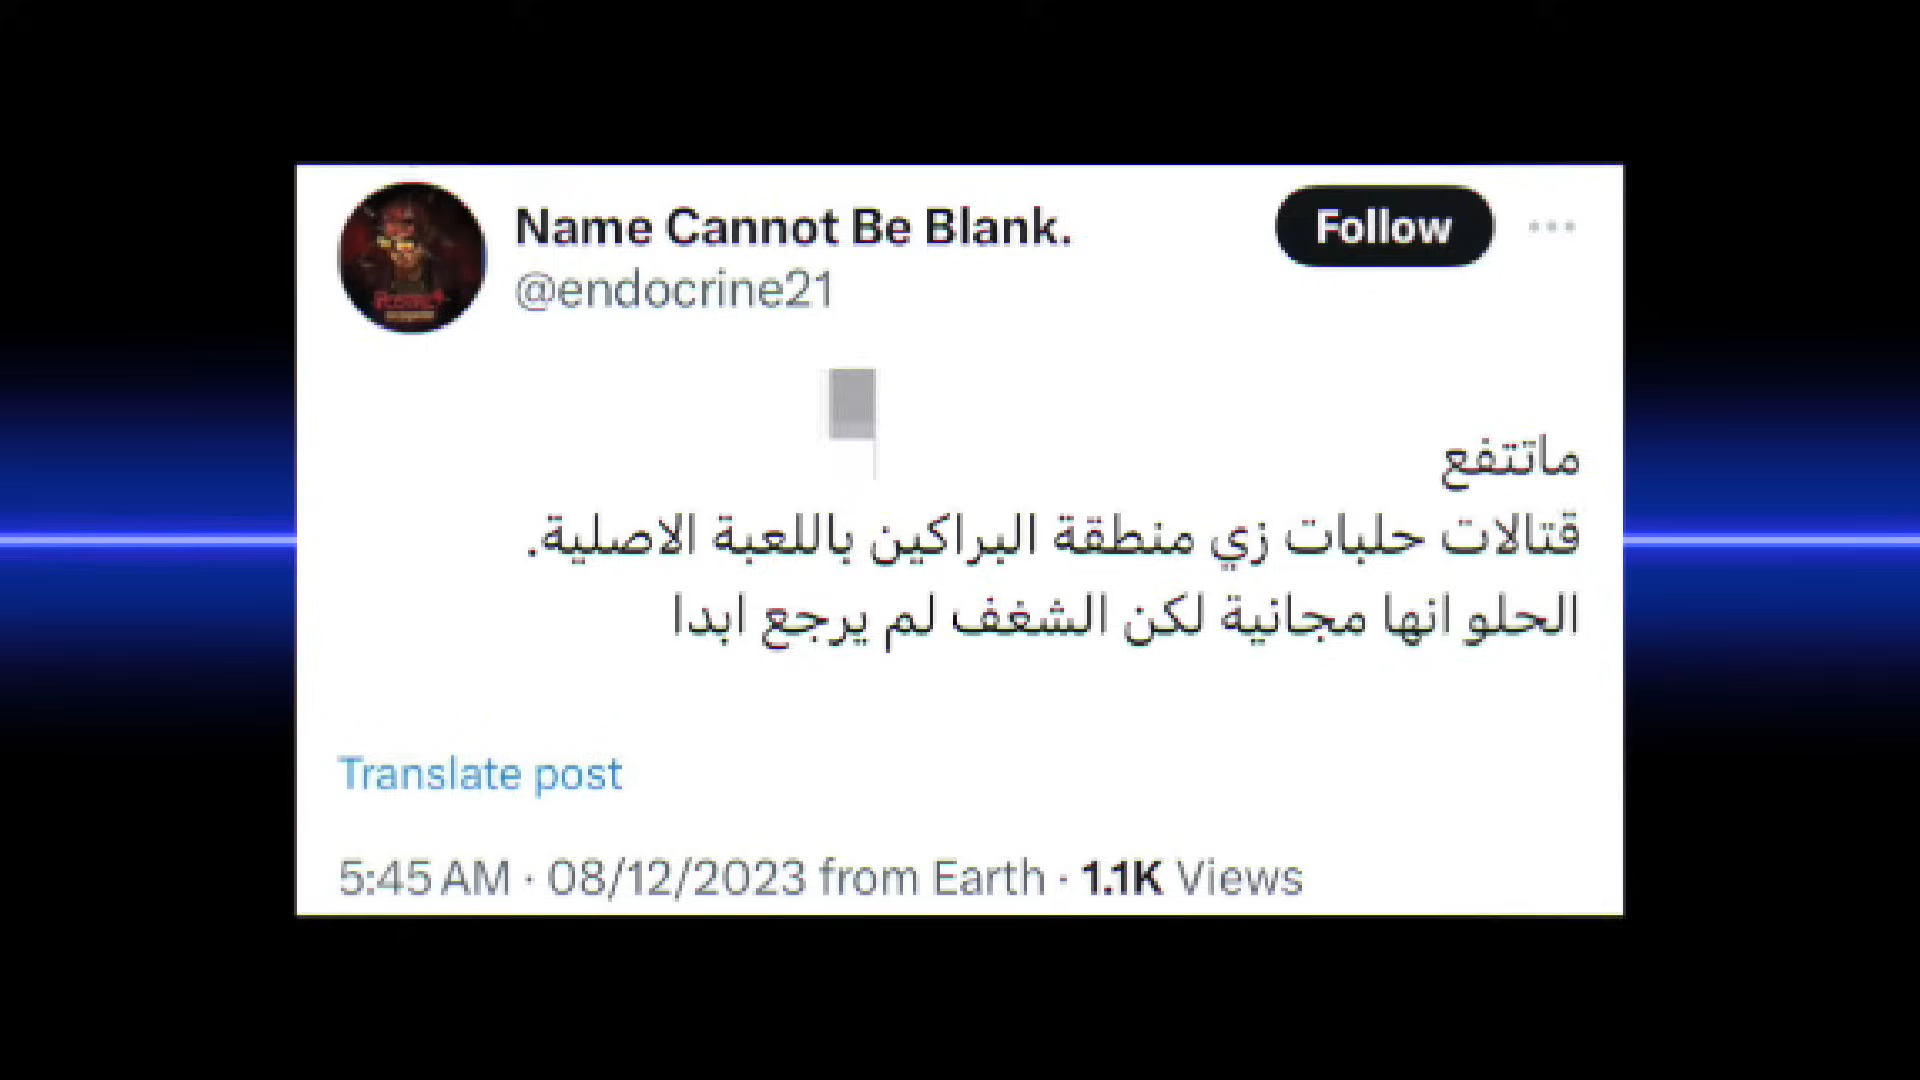 Name Cannot Be Blank.
Follow
@endocrine21
ماتتفع
قتالات حلبات زي منطقة البراكين باللعبة الاصلية.
الحلو انها مجانية لكن الشغف لم يرجع ابدا
Translate post
5:45 AM · 08/12/2023 from Earth · 1.1K Views